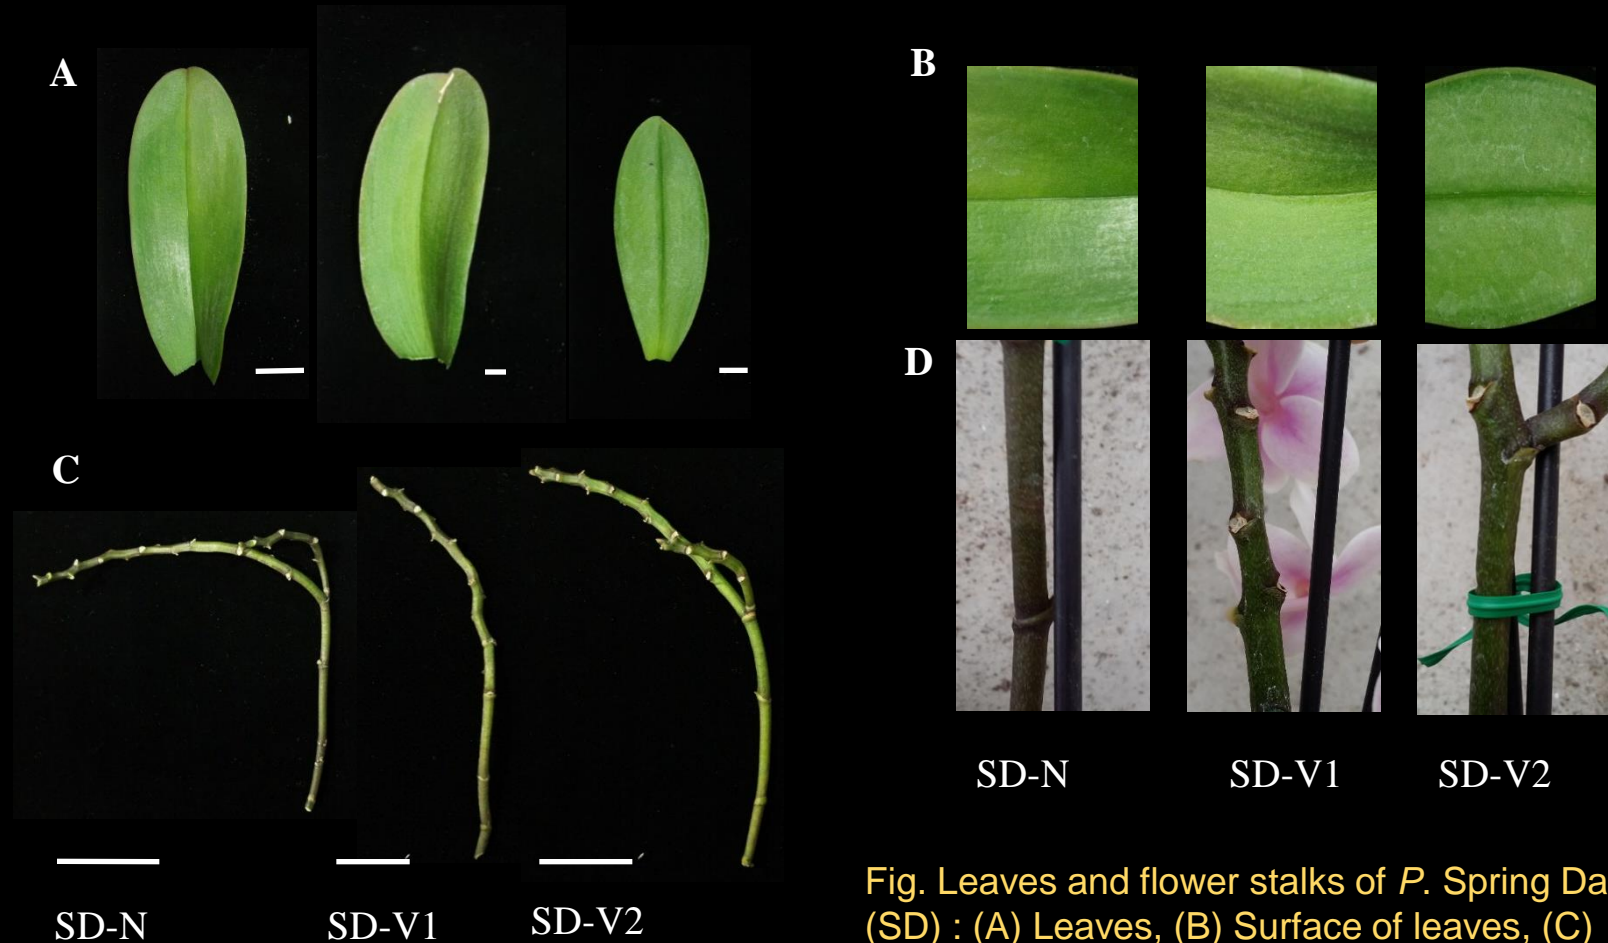 A
B
C
D
SD-N
SD-V1
SD-V2
SD-N
SD-V1
SD-V2
Fig. Leaves and flower stalks of P. Spring
(SD) : (A) Leaves, (B) Surface of leaves, (C)